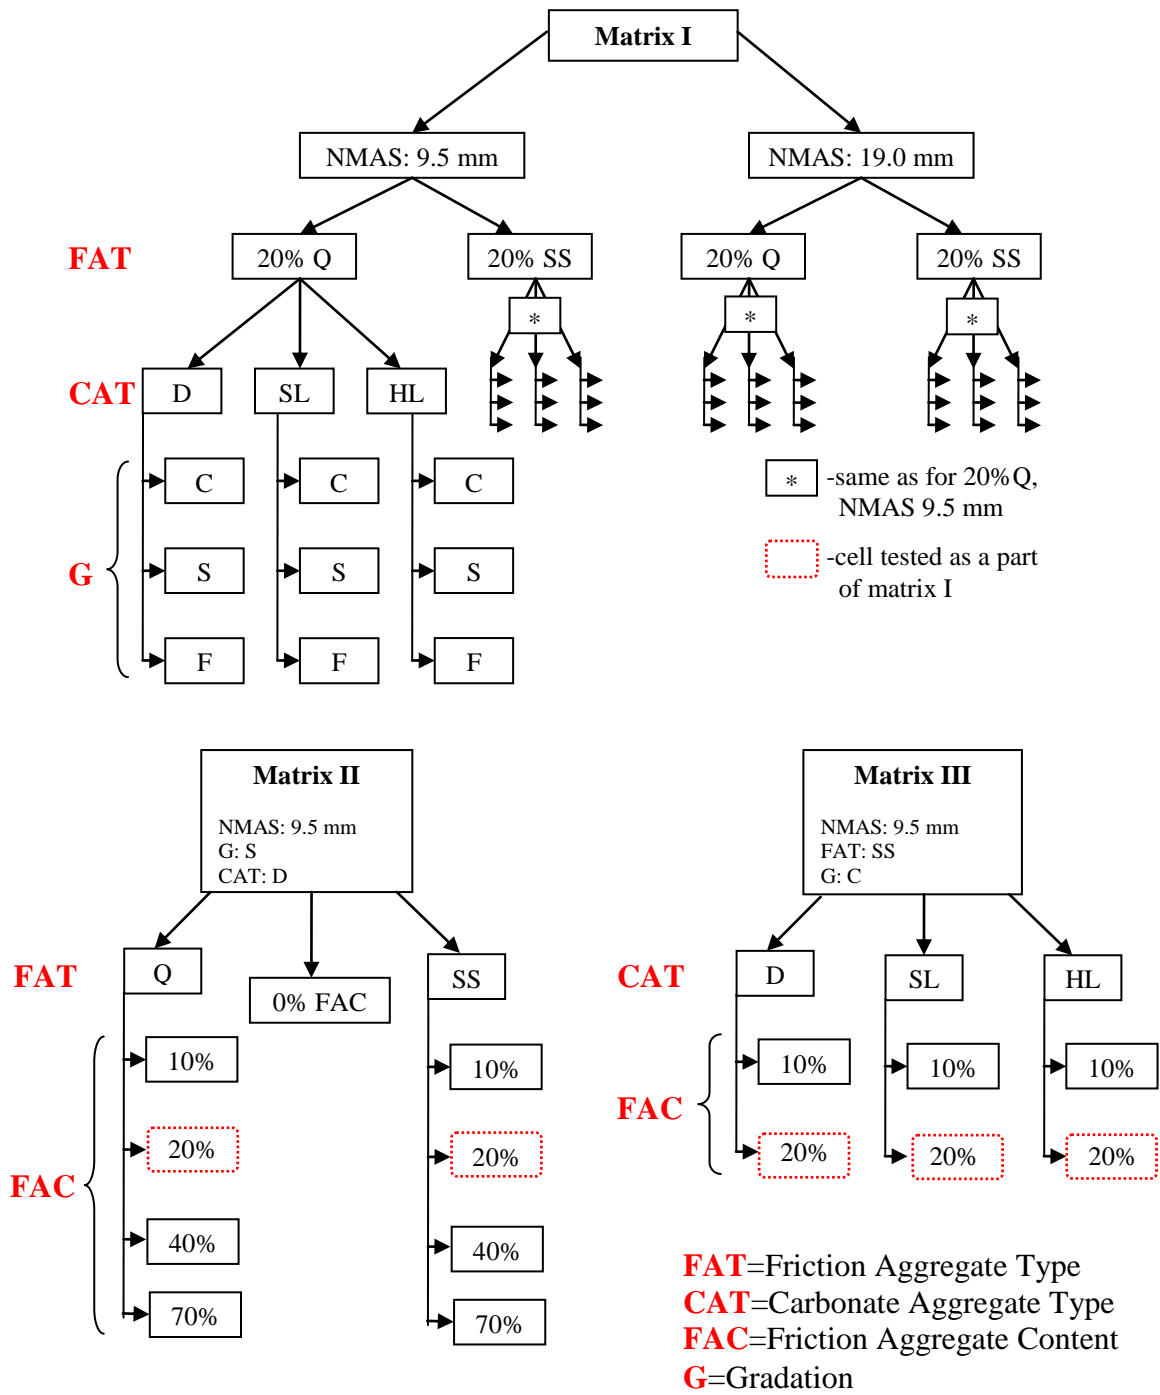 Matrix I
NMAS: 9.5 mm
NMAS: 19.0 mm
FAT
20% Q
20% SS
20% Q
20% SS
*
*
*
CAT
D
SL
HL
G
C
C
C
S
S
S
F
F
F
* -same as for 20%Q,
NMAS 9.5 mm
-cell tested as a part
of matrix I
Matrix II
NMAS: 9.5 mm
G: S
CAT: D
FAT
Q
0% FAC
SS
FAC
10%
20%
40%
70%
10%
20%
40%
70%
Matrix III
NMAS: 9.5 mm
FAT: SS
G: C
CAT
D
SL
HL
FAC
10%
10%
10%
20%
20%
20%
FAT=Friction Aggregate Type
CAT=Carbonate Aggregate Type
FAC=Friction Aggregate Content
G=Gradation